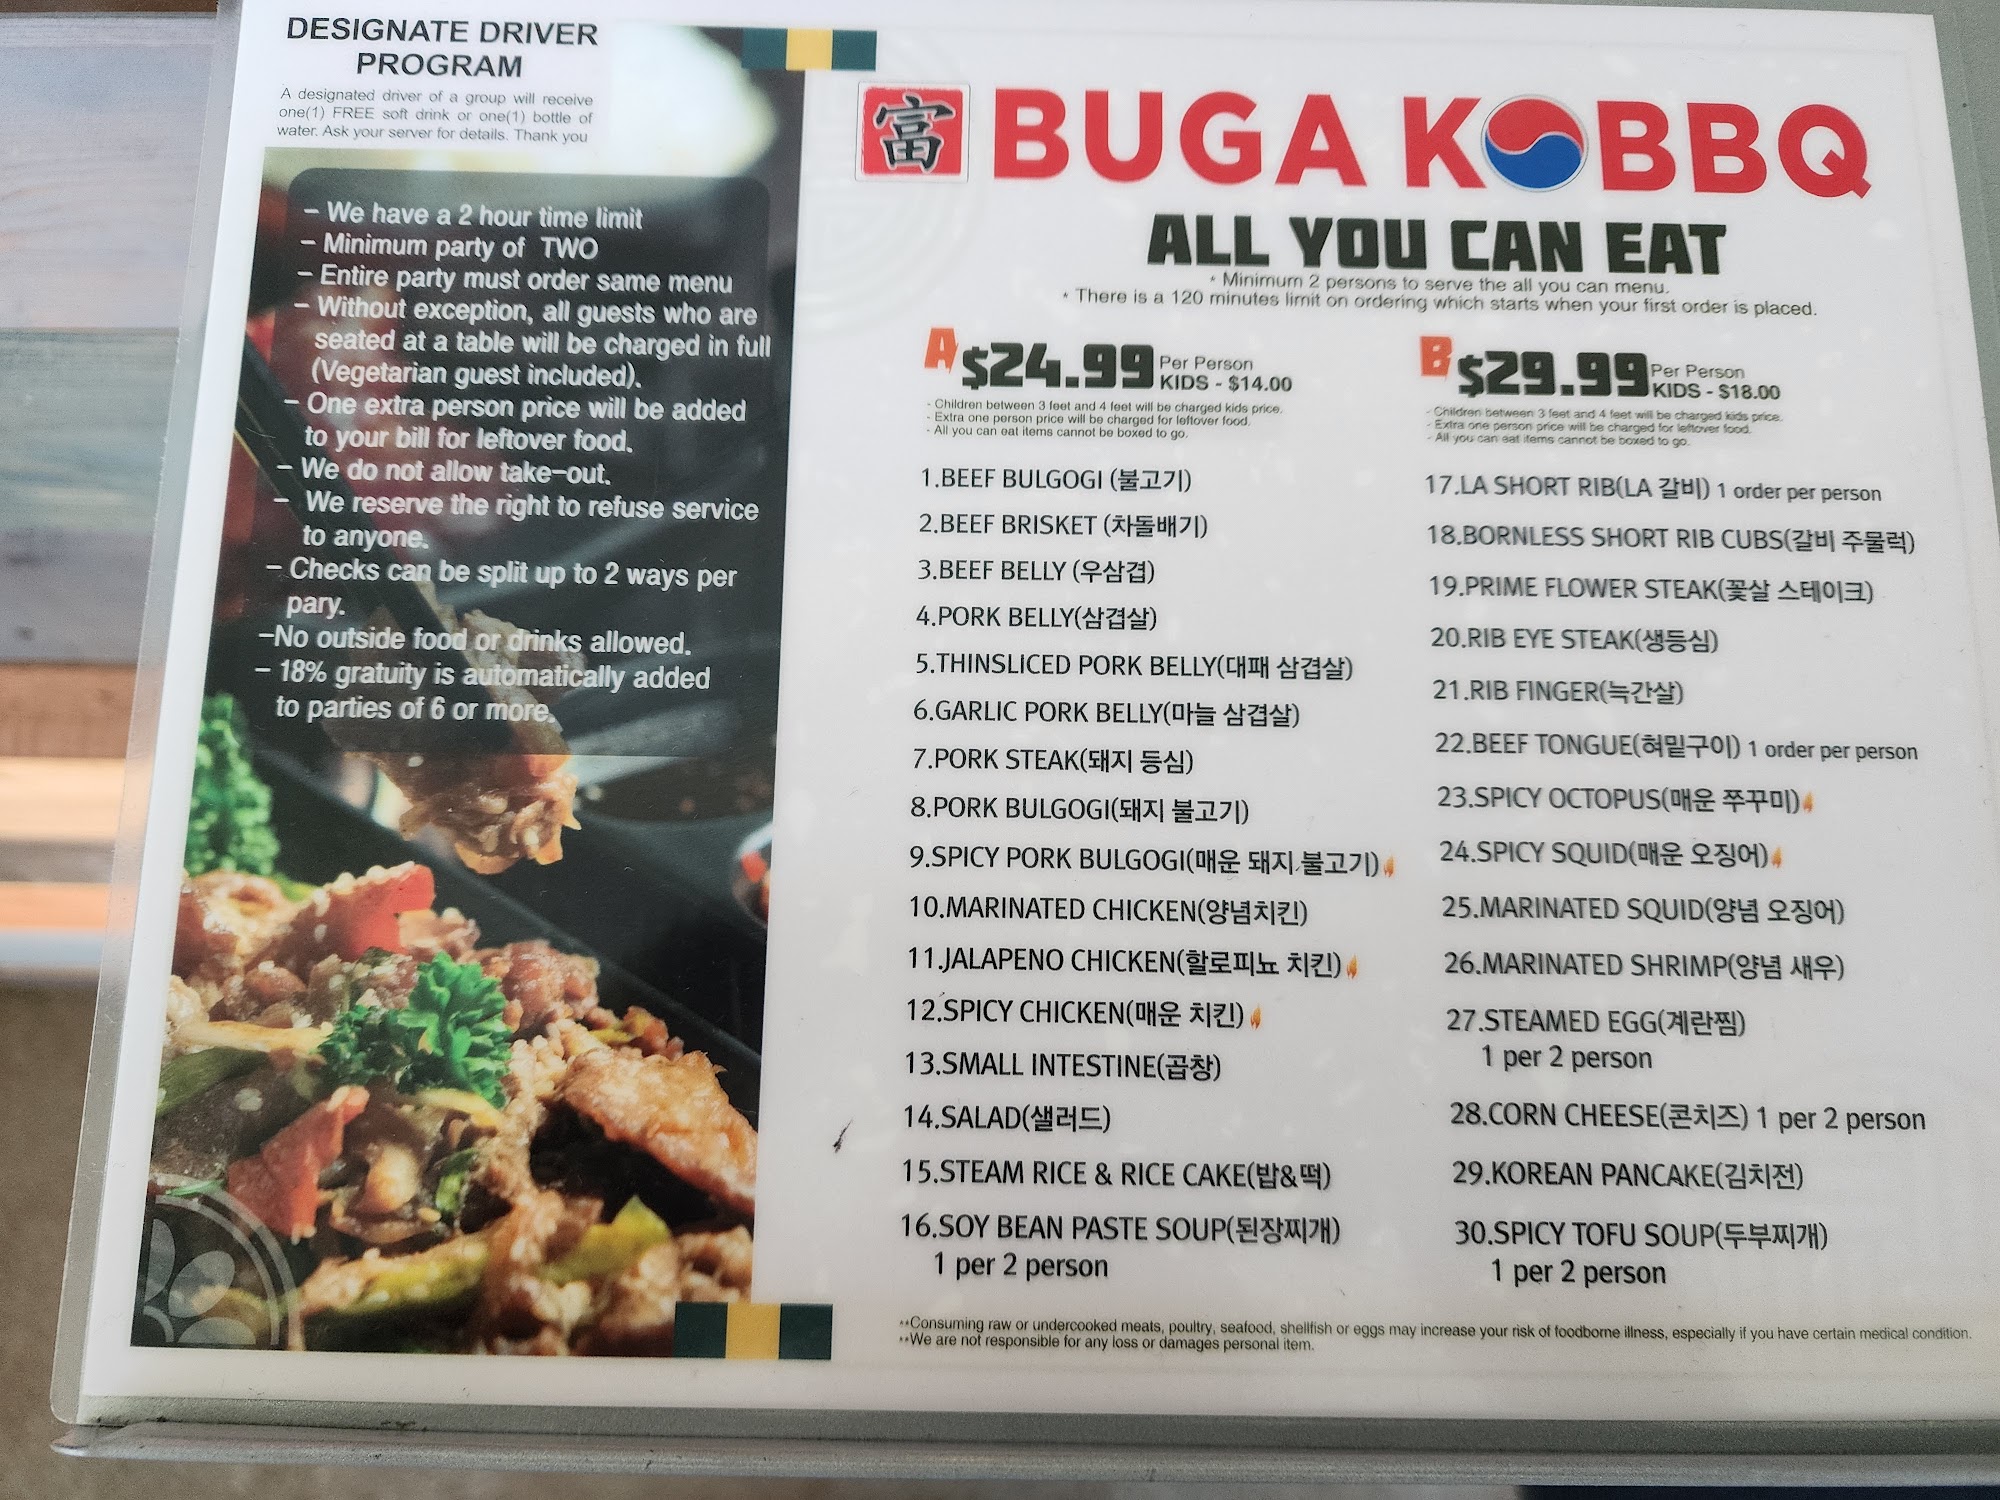 DESIGNATE DRIVER
PROGRAM
A designated driver of a group will receive
one(1) FREE soft drink or one(1) bottle of
water. Ask your server for details. Thank you
- We have a 2 hour time limit
- Minimum party of TWO
- Entire party must order same menu
- Without exception, all guests who are
seated at a table will be charged in full
(Vegetarian guest included).
- One extra person price will be added
to your bill for leftover food.
- We do not allow take-out.
- We reserve the right to refuse service
to anyone.
- Checks can be split up to 2 ways per
pary.
-No outside food or drinks allowed.
- 18% gratuity is automatically added
to parties of 6 or more.
富 BUGA KOBBQ
ALL YOU CAN EAT
* Minimum 2 persons to serve the all you can menu.
* There is a 120 minutes limit on ordering which starts when your first order is placed.
A $24.99 Per Person
KIDS - $14.00
- Children between 3 feet and 4 feet will be charged kids price.
- Extra one person price will be charged for leftover food.
- All you can eat items cannot be boxed to go.
1.BEEF BULGOGI (불고기)
2.BEEF BRISKET (차돌배기)
3.BEEF BELLY (우삼겹)
4.PORK BELLY(삼겹살)
5.THINSLICED PORK BELLY(대패 삼겹살)
6.GARLIC PORK BELLY(마늘 삼겹살)
7.PORK STEAK(돼지 등심)
8.PORK BULGOGI(돼지 불고기)
9.SPICY PORK BULGOGI(매운 돼지 불고기)
10.MARINATED CHICKEN(양념치킨)
11.JALAPENO CHICKEN(할로피뇨 치킨)
12.SPICY CHICKEN(매운 치킨)
13.SMALL INTESTINE(곱창)
14.SALAD(샐러드)
15.STEAM RICE & RICE CAKE(밥&떡)
16.SOY BEAN PASTE SOUP(된장찌개)
1 per 2 person
B $29.99 Per Person
KIDS - $18.00
- Children between 3 feet and 4 feet will be charged kids price.
- Extra one person price will be charged for leftover food.
- All you can eat items cannot be boxed to go.
17.LA SHORT RIB(LA 갈비) 1 order per person
18.BORNLESS SHORT RIB CUBS(갈비 주물럭)
19.PRIME FLOWER STEAK(꽃살 스테이크)
20.RIB EYE STEAK(생등심)
21.RIB FINGER(늑간살)
22.BEEF TONGUE(혀밑구이) 1 order per person
23.SPICY OCTOPUS(매운 쭈꾸미)
24.SPICY SQUID(매운 오징어)
25.MARINATED SQUID(양념 오징어)
26.MARINATED SHRIMP(양념 새우)
27.STEAMED EGG(계란찜)
1 per 2 person
28.CORN CHEESE(콘치즈) 1 per 2 person
29.KOREAN PANCAKE(김치전)
30.SPICY TOFU SOUP(두부찌개)
1 per 2 person
**Consuming raw or undercooked meats, poultry, seafood, shellfish or eggs may increase your risk of foodborne illness, especially if you have certain medical condition.
**We are not responsible for any loss or damages personal item.